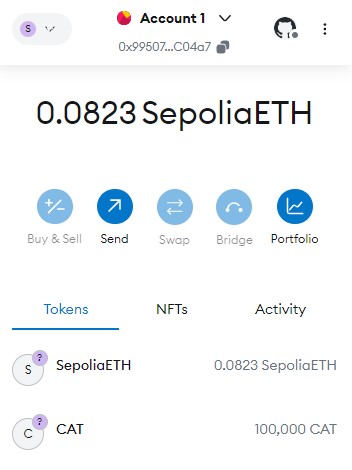 S
Account 1
0x99507...C04a7
0.0823 SepoliaETH
Buy & Sell
Send
Swap
Bridge
Portfolio
Tokens
NFTs
Activity
S
?
SepoliaETH
0.0823 SepoliaETH
C
?
CAT
100,000 CAT